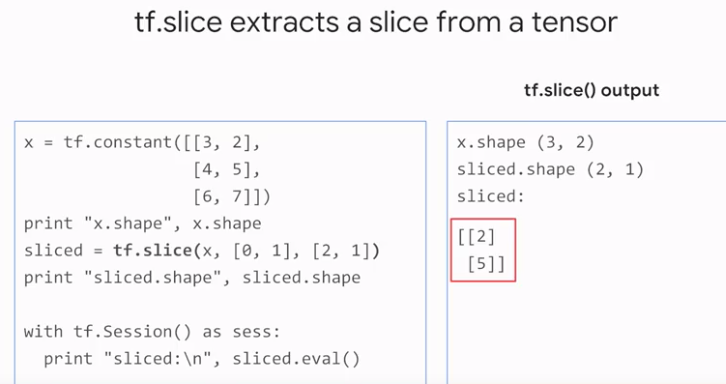 tf.slice extracts a slice from a tensor
tf.slice() output
x = tf.constant([[3, 2],
[4, 5],
[6, 7]])
print "x.shape", x.shape
sliced = tf.slice(x, [0, 1], [2, 1])
print "sliced.shape", sliced.shape
with tf.Session() as sess:
print "sliced:\n", sliced.eval()
x.shape (3, 2)
sliced.shape (2, 1)
sliced:
[[2]
[5]]